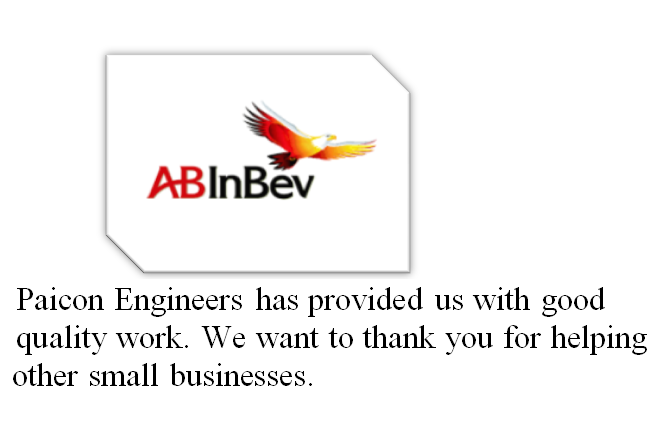 ABInBev
Paicon Engineers has provided us with good
quality work. We want to thank you for helping
other small businesses.